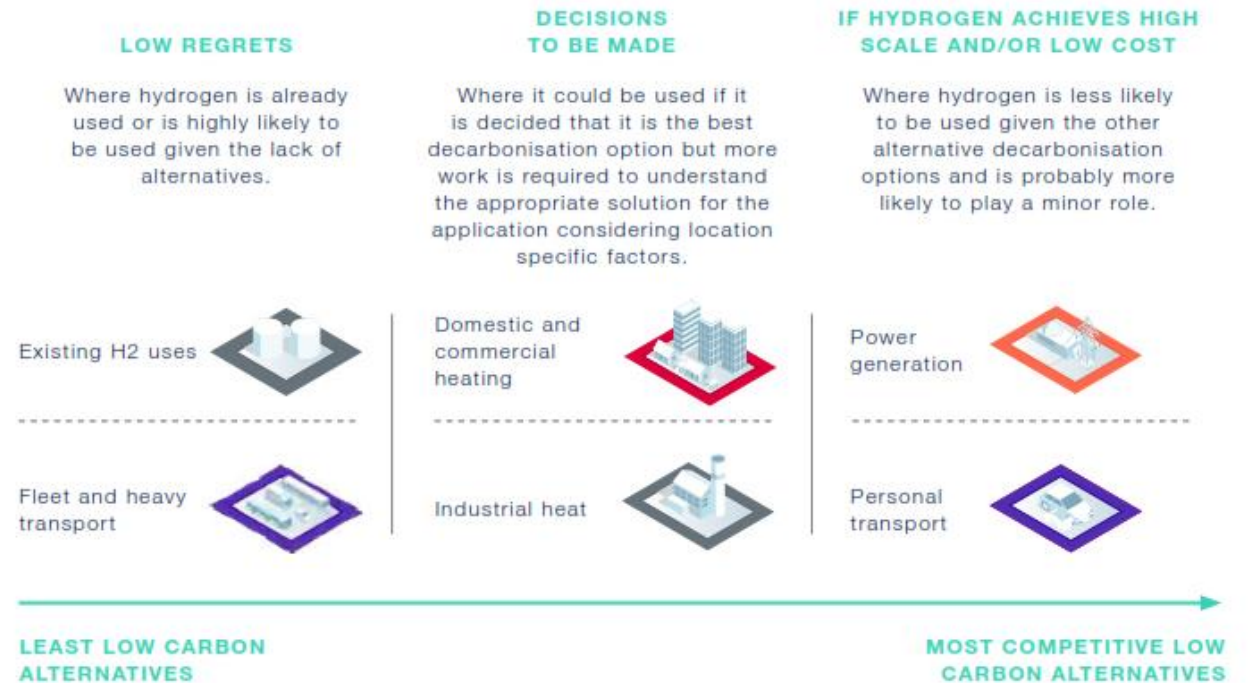 LOW REGRETS
Where hydrogen is already
used or is highly likely to
be used given the lack of
alternatives.
DECISIONS
TO BE MADE
Where it could be used if it
is decided that it is the best
decarbonisation option but more
work is required to understand
the appropriate solution for the
application considering location
specific factors.
IF HYDROGEN ACHIEVES HIGH
SCALE AND/OR LOW COST
Where hydrogen is less likely
to be used given the other
alternative decarbonisation
options and is probably more
likely to play a minor role.
Existing H2 uses
Domestic and
commercial
heating
Power
generation
Fleet and heavy
transport
Industrial heat
Personal
transport
LEAST LOW CARBON
ALTERNATIVES
MOST COMPETITIVE LOW
CARBON ALTERNATIVES